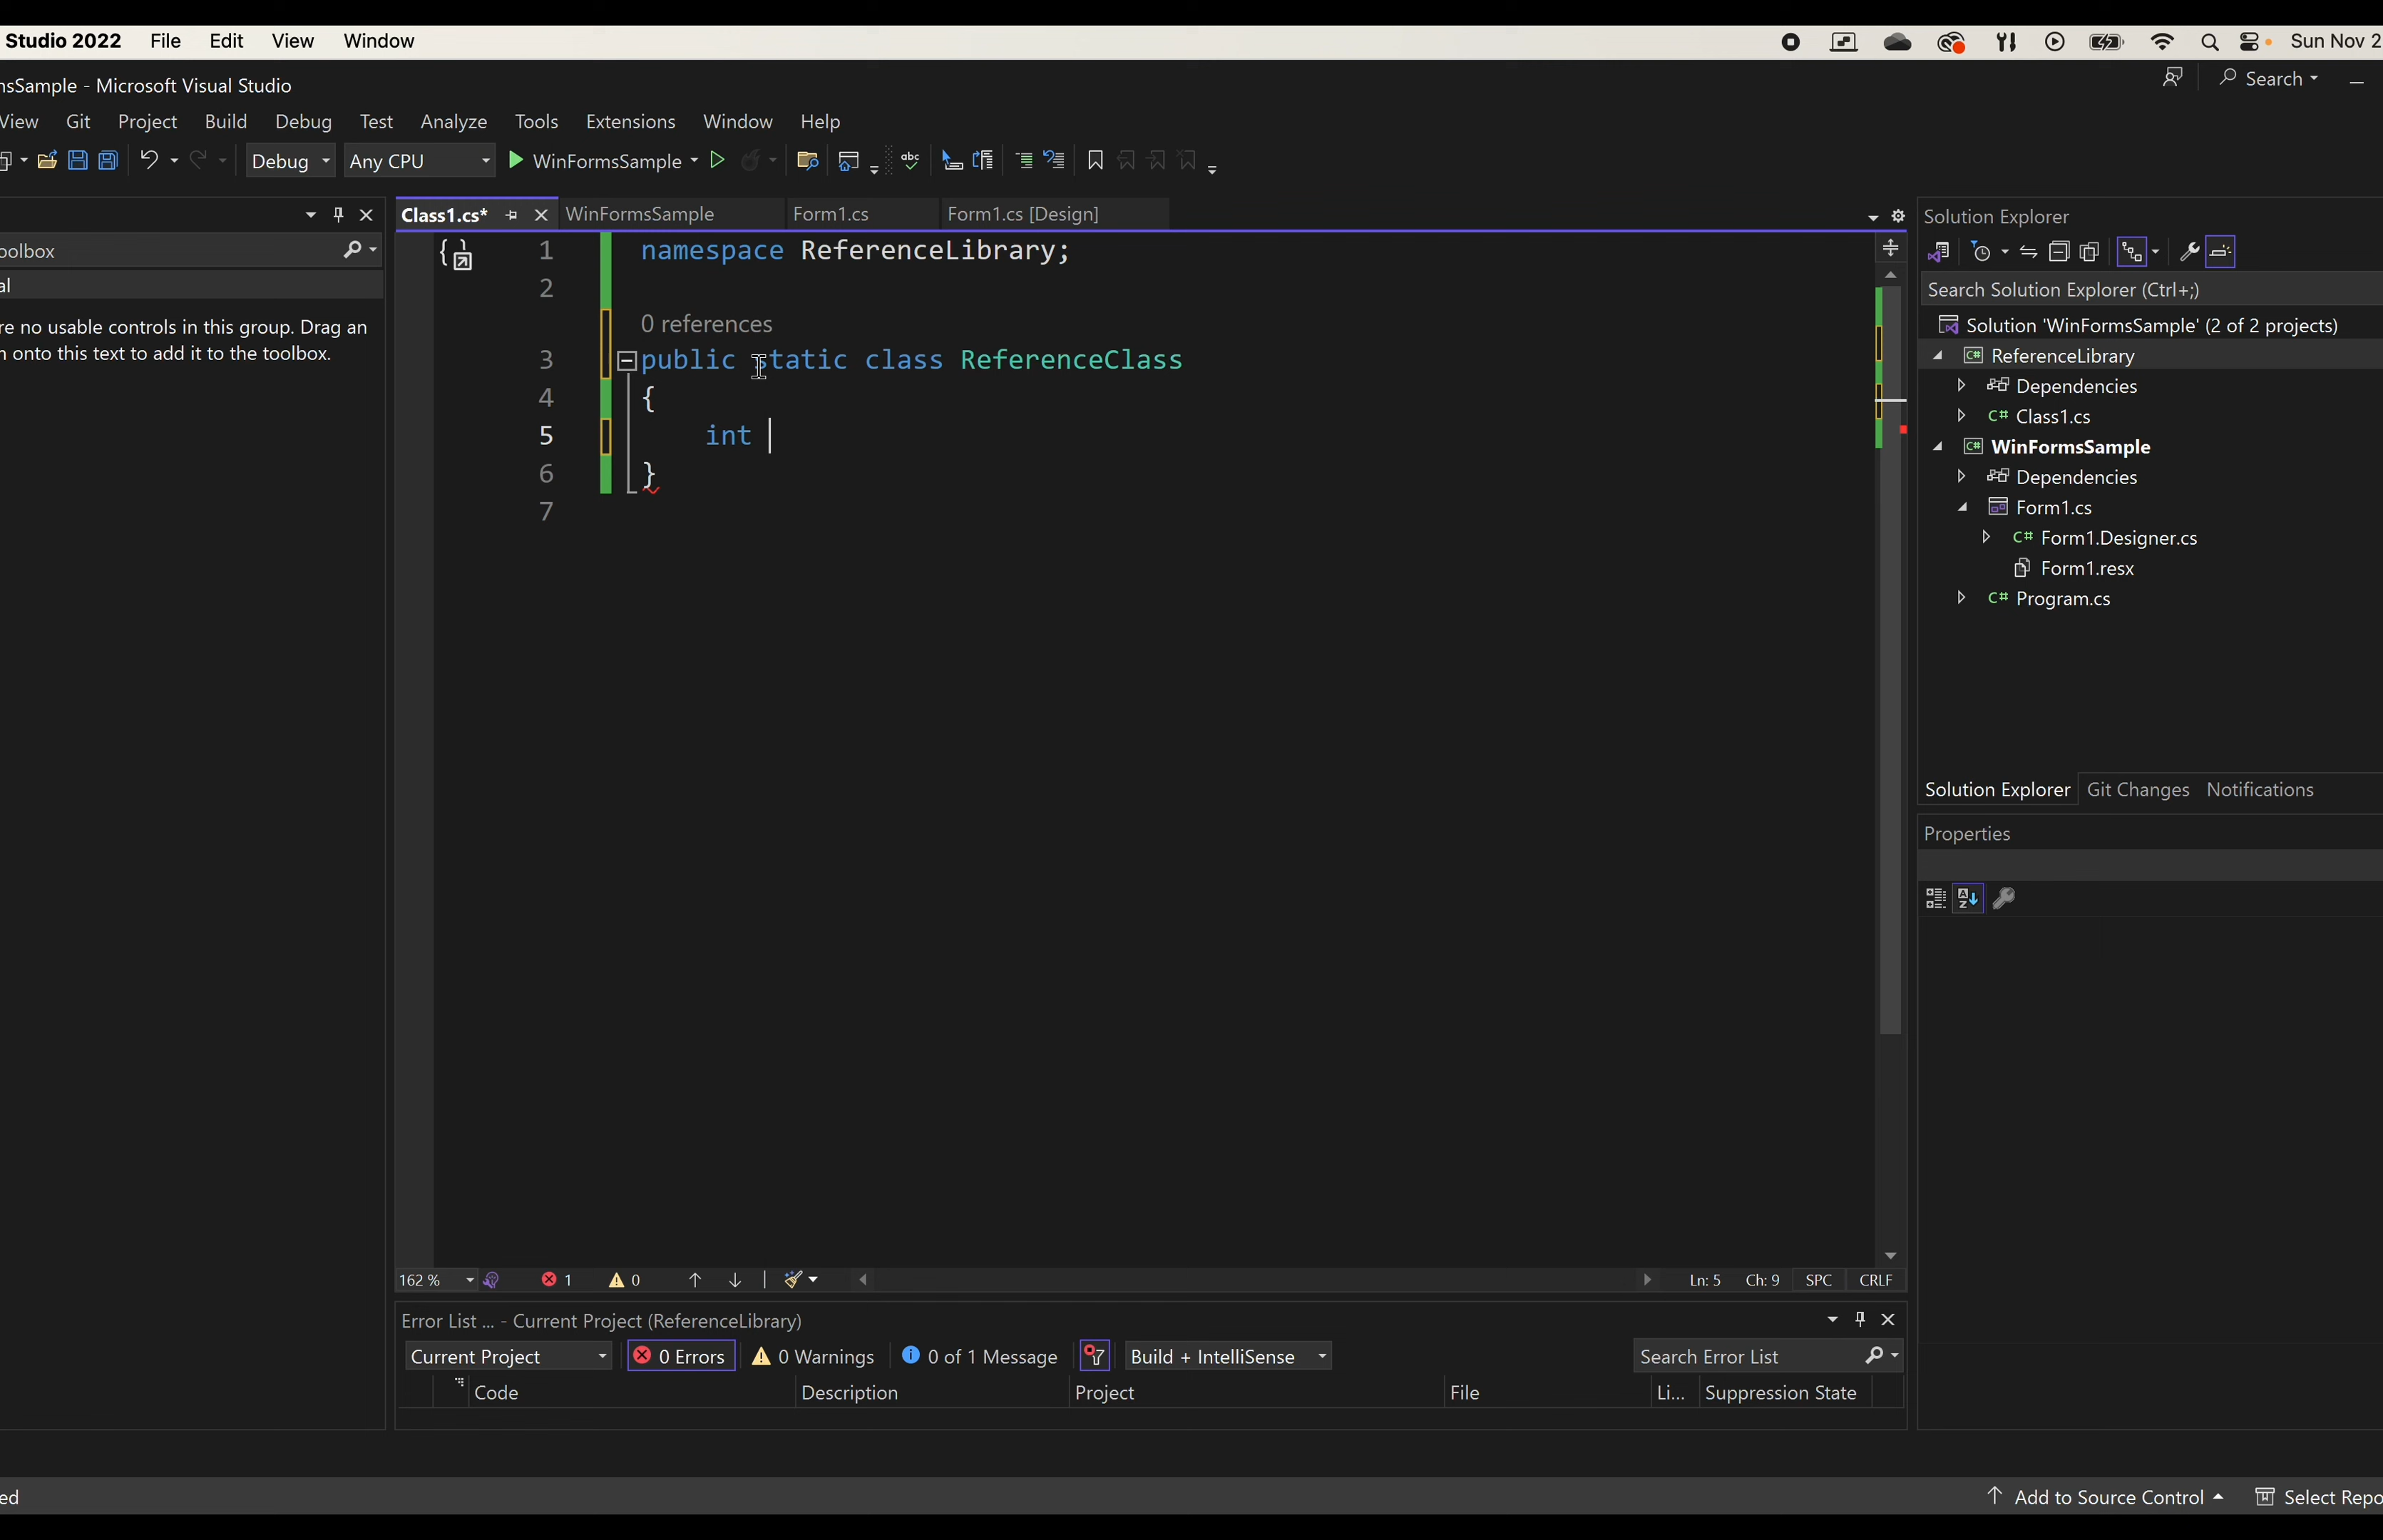 Studio 2022 File Edit View Window Sun Nov 2
nsSample - Microsoft Visual Studio Search
View Git Project Build Debug Test Analyze Tools Extensions Window Help
Debug Any CPU WinFormsSample abc
Class1.cs* WinFormsSample Form1.cs Form1.cs [Design]
oolbox
al
re no usable controls in this group. Drag an
n onto this text to add it to the toolbox.
1 namespace ReferenceLibrary;
2
0 references
3 public static class ReferenceClass
4 {
5 int
6 }
7
162 % 1 0 Ln: 5 Ch: 9 SPC CRLF
Solution Explorer
Search Solution Explorer (Ctrl+;)
Solution 'WinFormsSample' (2 of 2 projects)
C# ReferenceLibrary
Dependencies
C# Class1.cs
C# WinFormsSample
Dependencies
Form1.cs
C# Form1.Designer.cs
Form1.resx
C# Program.cs
Solution Explorer Git Changes Notifications
Properties
Error List ... - Current Project (ReferenceLibrary)
Current Project 0 Errors 0 Warnings 0 of 1 Message Build + IntelliSense Search Error List
Code Description Project File Li... Suppression State
ed Add to Source Control Select Repo